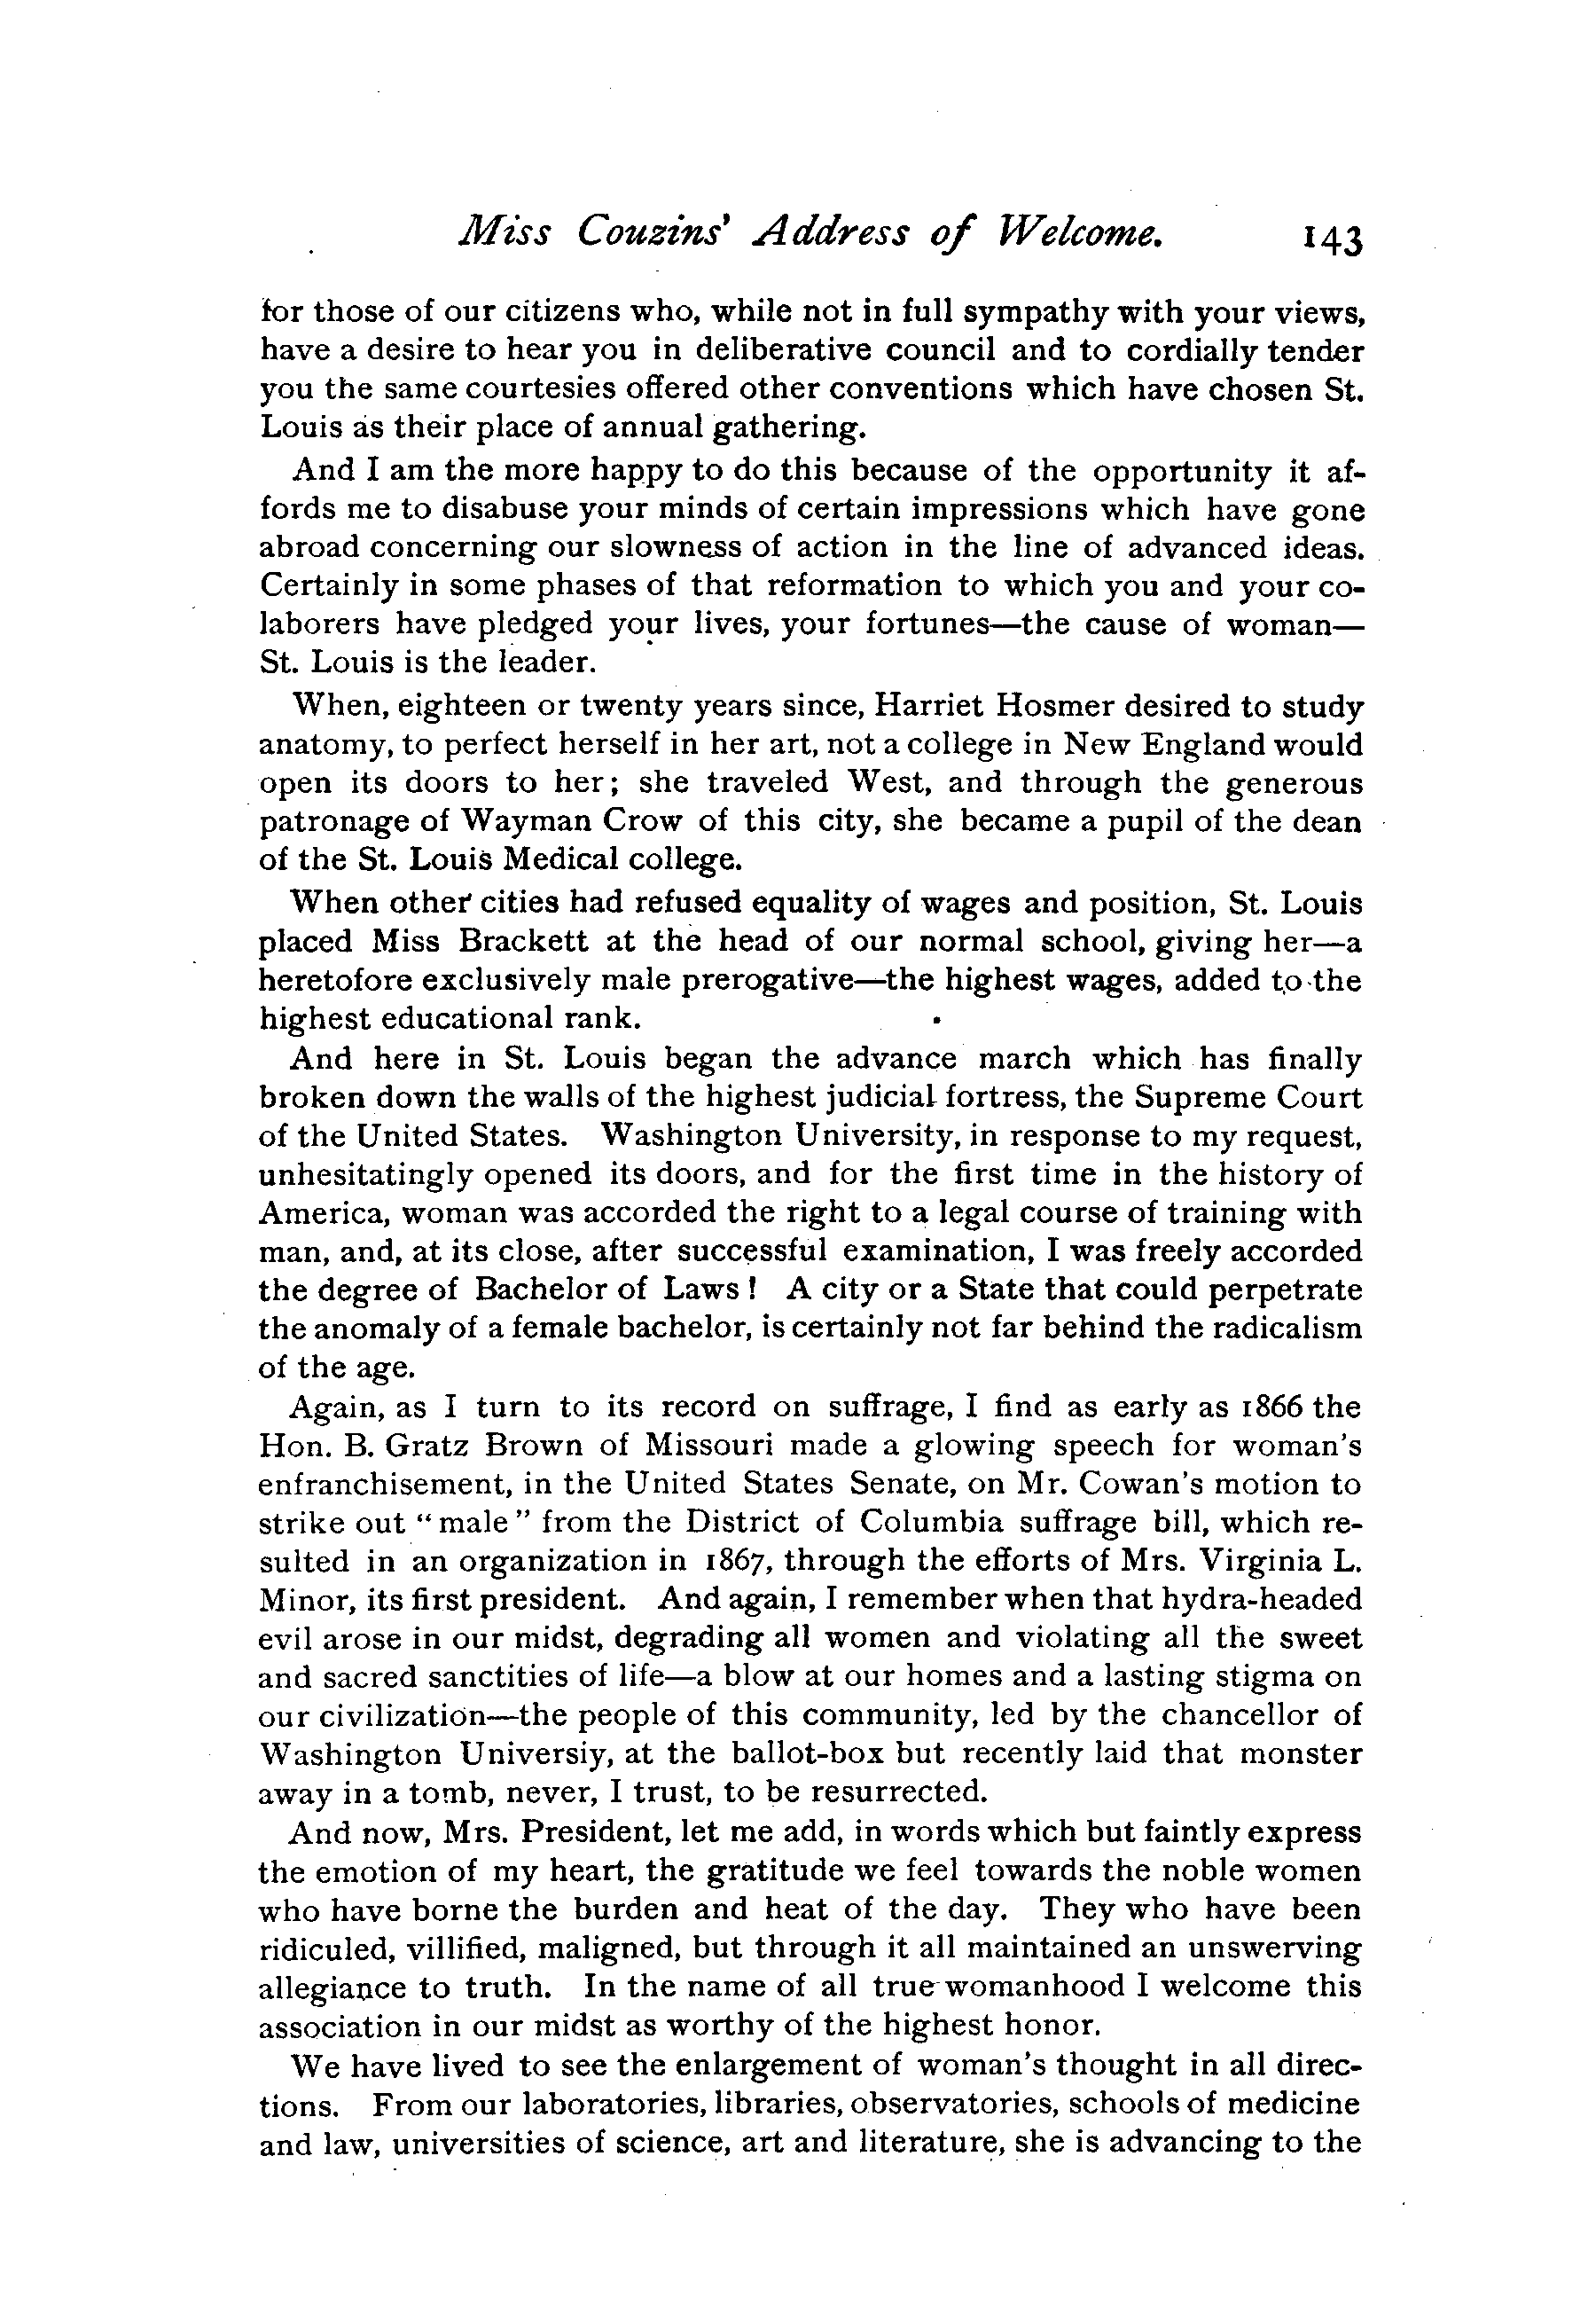 Miss Couzins' Address of Welcome. 143
for those of our citizens who, while not in full sympathy with your views,
have a desire to hear you in deliberative council and to cordially tender
you the same courtesies offered other conventions which have chosen St.
Louis as their place of annual gathering.
And I am the more happy to do this because of the opportunity it af-
fords me to disabuse your minds of certain impressions which have gone
abroad concerning our slowness of action in the line of advanced ideas.
Certainly in some phases of that reformation to which you and your co-
laborers have pledged your lives, your fortunes—the cause of woman—
St. Louis is the leader.
When, eighteen or twenty years since, Harriet Hosmer desired to study
anatomy, to perfect herself in her art, not a college in New England would
open its doors to her; she traveled West, and through the generous
patronage of Wayman Crow of this city, she became a pupil of the dean
of the St. Louis Medical college.
When other cities had refused equality of wages and position, St. Louis
placed Miss Brackett at the head of our normal school, giving her—a
heretofore exclusively male prerogative—the highest wages, added to the
highest educational rank.
And here in St. Louis began the advance march which has finally
broken down the walls of the highest judicial fortress, the Supreme Court
of the United States. Washington University, in response to my request,
unhesitatingly opened its doors, and for the first time in the history of
America, woman was accorded the right to a legal course of training with
man, and, at its close, after successful examination, I was freely accorded
the degree of Bachelor of Laws! A city or a State that could perpetrate
the anomaly of a female bachelor, is certainly not far behind the radicalism
of the age.
Again, as I turn to its record on suffrage, I find as early as 1866 the
Hon. B. Gratz Brown of Missouri made a glowing speech for woman's
enfranchisement, in the United States Senate, on Mr. Cowan's motion to
strike out "male" from the District of Columbia suffrage bill, which re-
sulted in an organization in 1867, through the efforts of Mrs. Virginia L.
Minor, its first president. And again, I remember when that hydra-headed
evil arose in our midst, degrading all women and violating all the sweet
and sacred sanctities of life—a blow at our homes and a lasting stigma on
our civilization—the people of this community, led by the chancellor of
Washington Universiy, at the ballot-box but recently laid that monster
away in a tomb, never, I trust, to be resurrected.
And now, Mrs. President, let me add, in words which but faintly express
the emotion of my heart, the gratitude we feel towards the noble women
who have borne the burden and heat of the day. They who have been
ridiculed, villified, maligned, but through it all maintained an unswerving
allegiance to truth. In the name of all true womanhood I welcome this
association in our midst as worthy of the highest honor.
We have lived to see the enlargement of woman's thought in all direc-
tions. From our laboratories, libraries, observatories, schools of medicine
and law, universities of science, art and literature, she is advancing to the